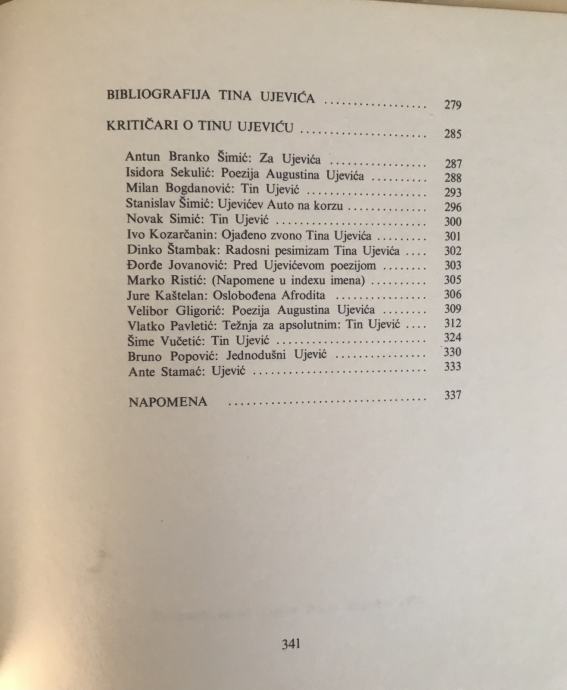 BIBLIOGRAFIJA TINA UJEVIĆA .................. 279
KRITIČARI O TINU UJEVIĆU ...................... 285
Antun Branko Šimić: Za Ujevića ................. 287
Isidora Sekulić: Poezija Augustina Ujevića .......... 288
Milan Bogdanović: Tin Ujević ..................... 293
Stanislav Šimić: Ujevićev Auto na korzu .............. 296
Novak Simić: Tin Ujević .......................... 300
Ivo Kozarčanin: Ojađeno zvono Tina Ujevića ......... 301
Dinko Štambak: Radosni pesimizam Tina Ujevića .... 302
Đorđe Jovanović: Pred Ujevićevom poezijom ........ 303
Marko Ristić: (Napomene u indexu imena) .......... 305
Jure Kaštelan: Oslobođena Afrodita ................ 306
Velibor Gligorić: Poezija Augustina Ujevića ......... 309
Vlatko Pavletić: Težnja za apsolutnim: Tin Ujević .... 312
Šime Vučetić: Tin Ujević .......................... 324
Bruno Popović: Jednodušni Ujević ................ 330
Ante Stamać: Ujević .............................. 333
NAPOMENA .................................. 337
341